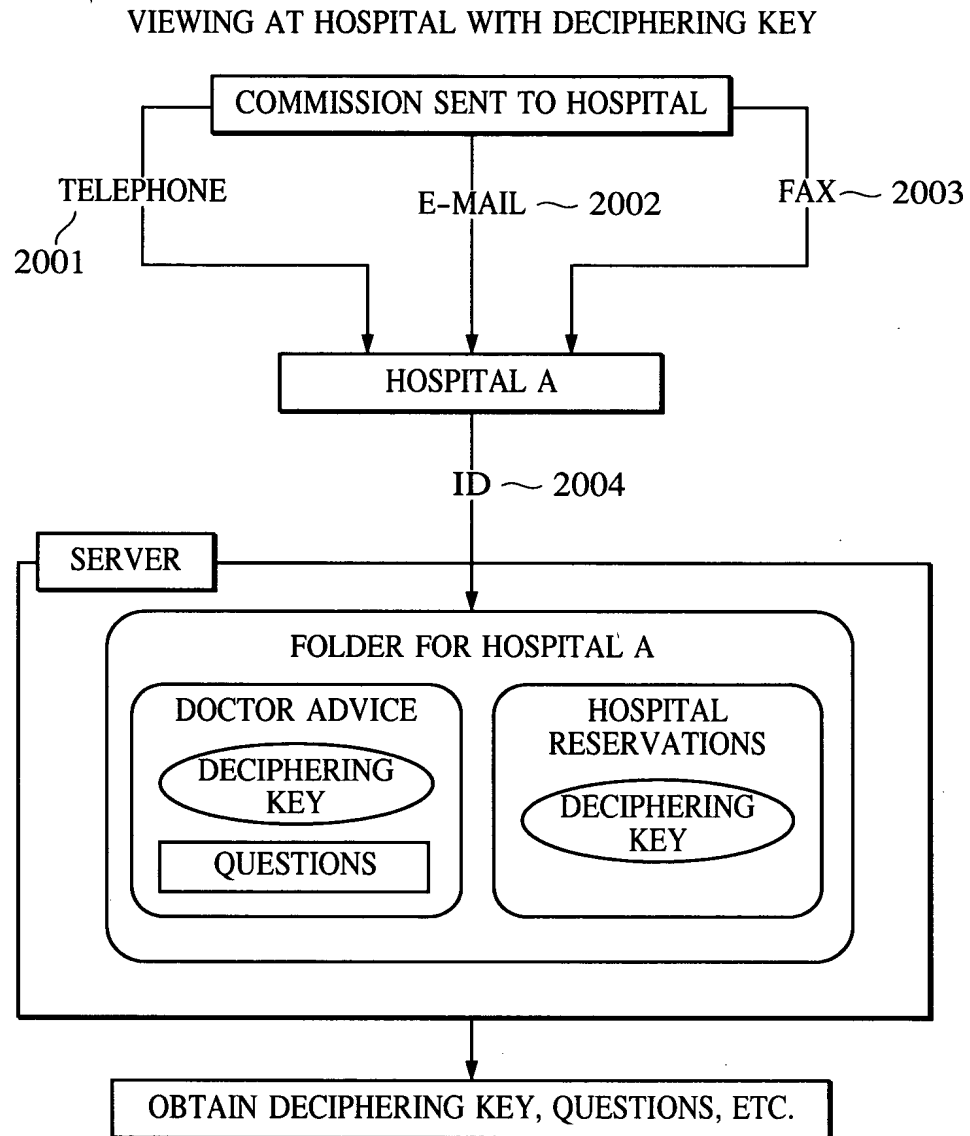 VIEWING AT HOSPITAL WITH DECIPHERING KEY
COMMISSION SENT TO HOSPITAL
TELEPHONE
2001
E-MAIL 2002
FAX 2003
HOSPITAL A
ID 2004
SERVER
FOLDER FOR HOSPITAL A
DOCTOR ADVICE
DECIPHERING
KEY
QUESTIONS
HOSPITAL
RESERVATIONS
DECIPHERING
KEY
OBTAIN DECIPHERING KEY, QUESTIONS, ETC.